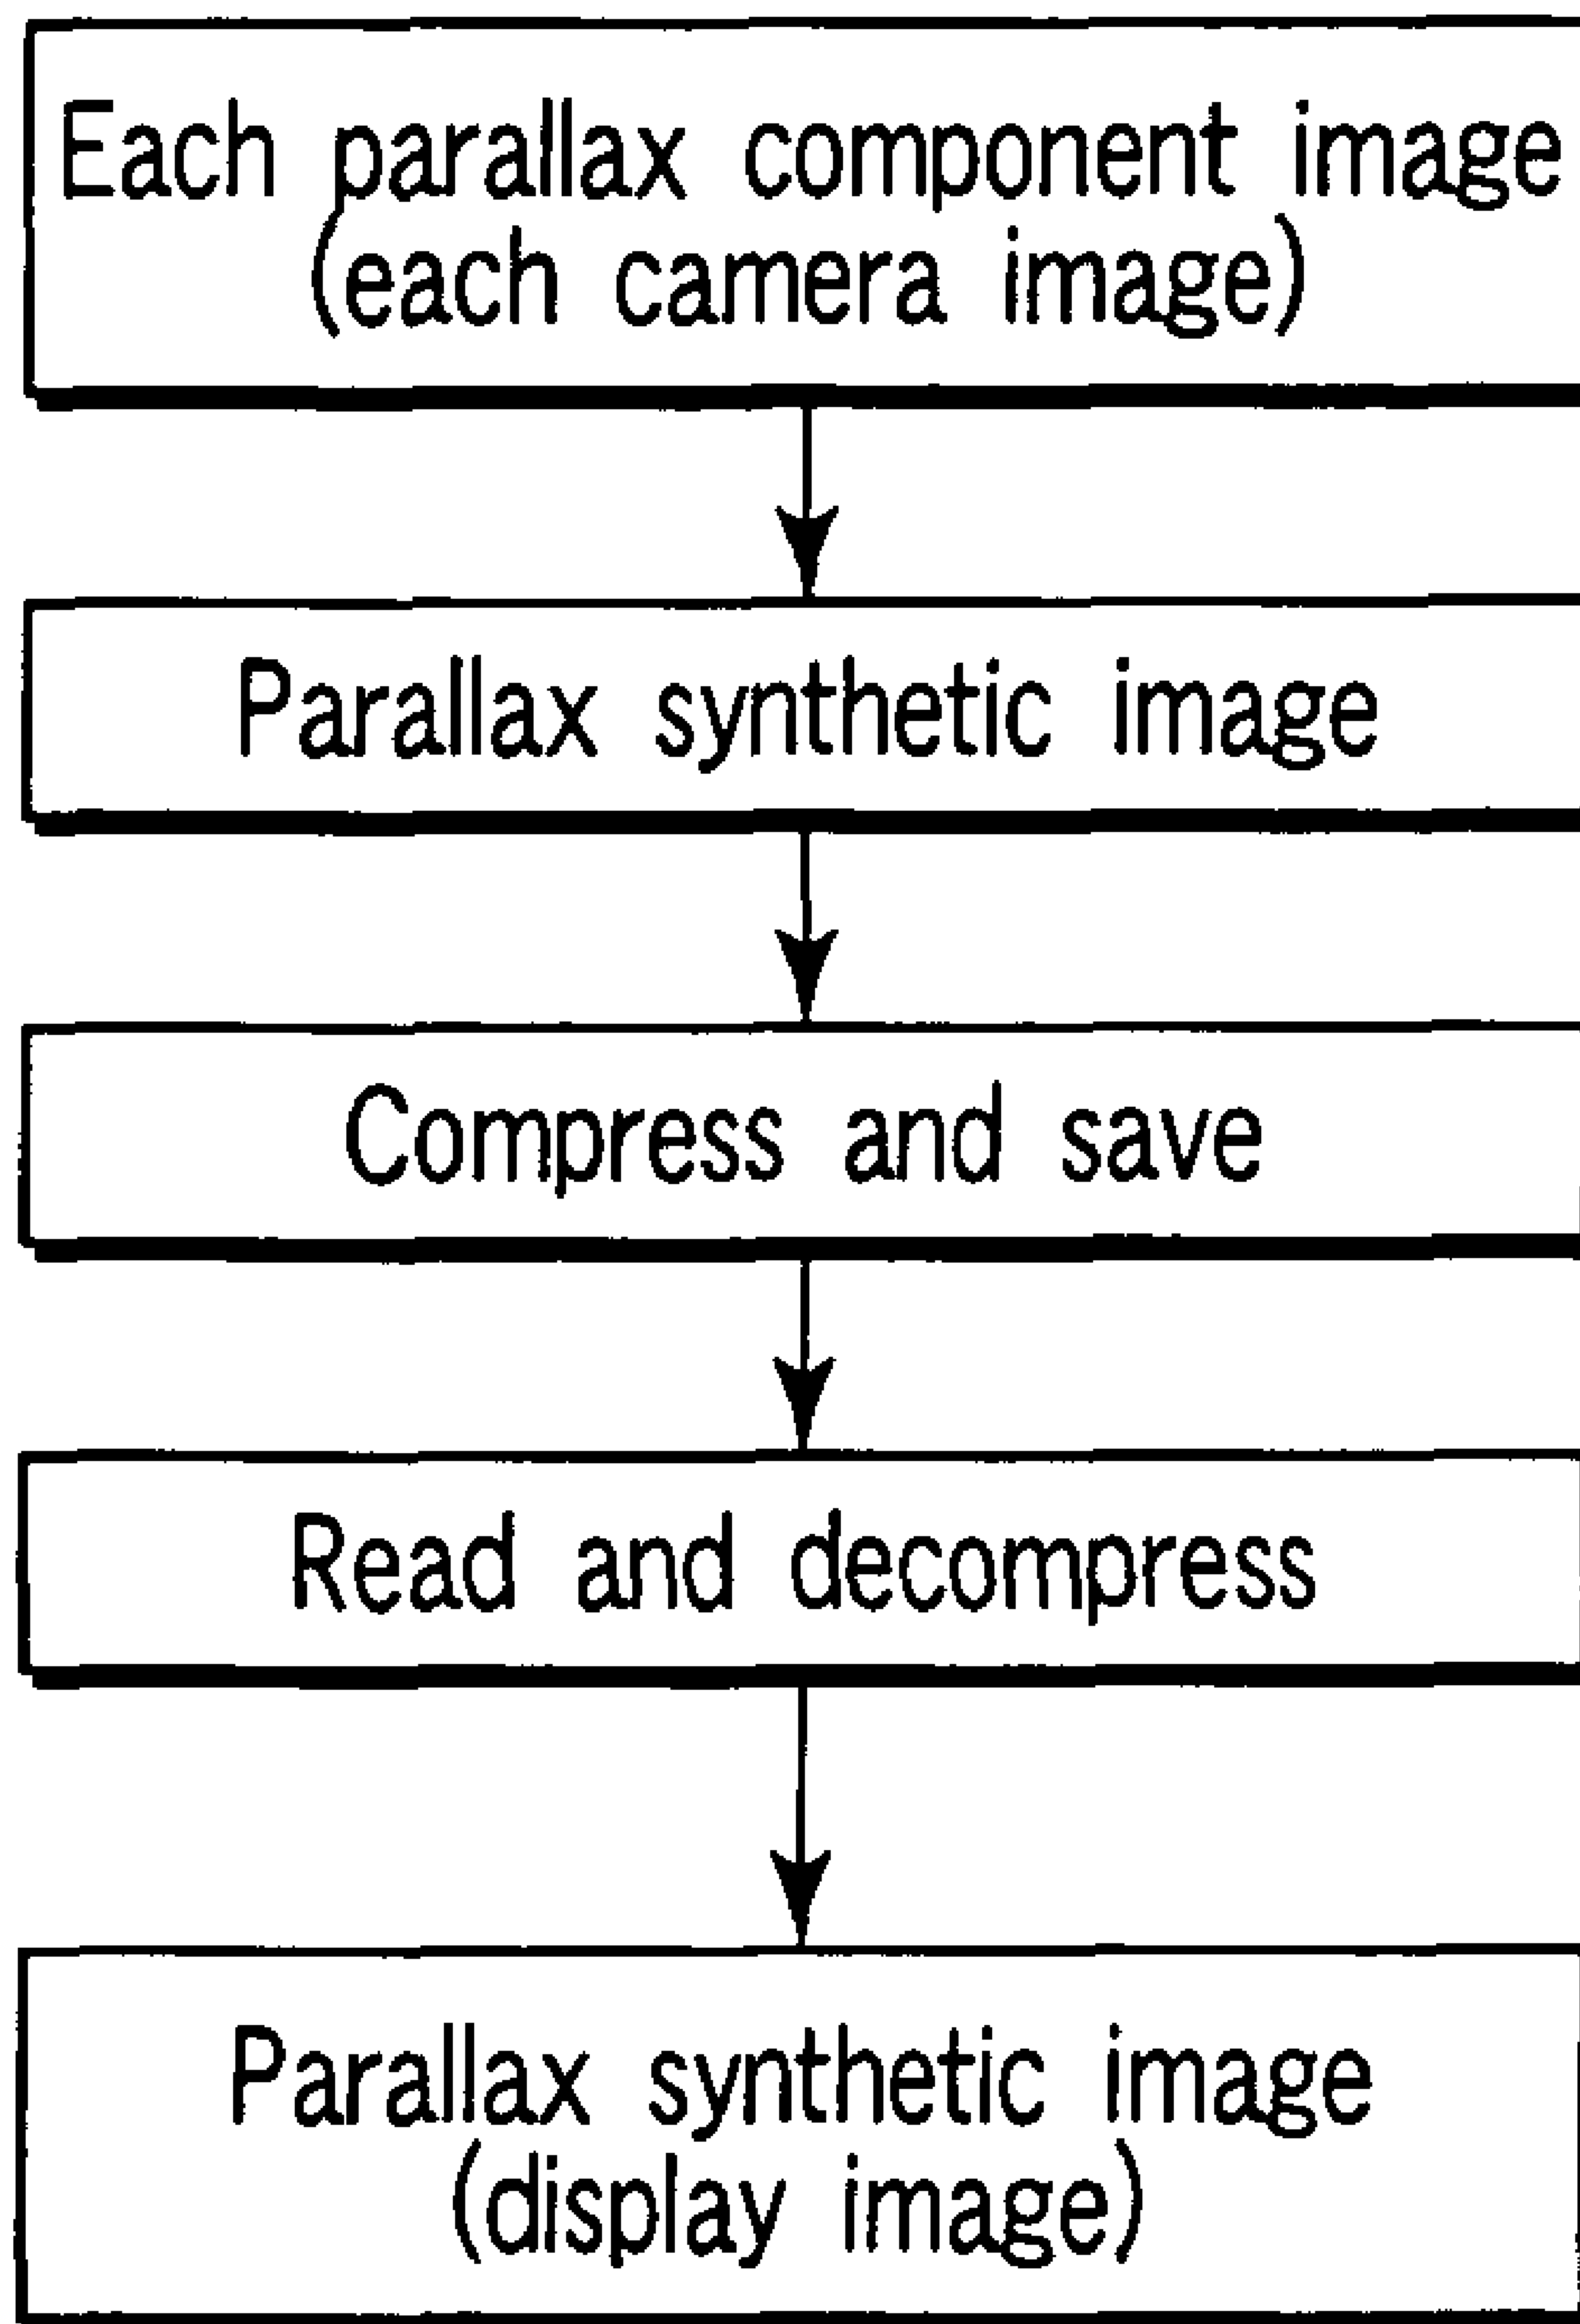 Each parallax component image
(each camera image)
Parallax synthetic image
Compress and save
Read and decompress
Parallax synthetic image
(display image)